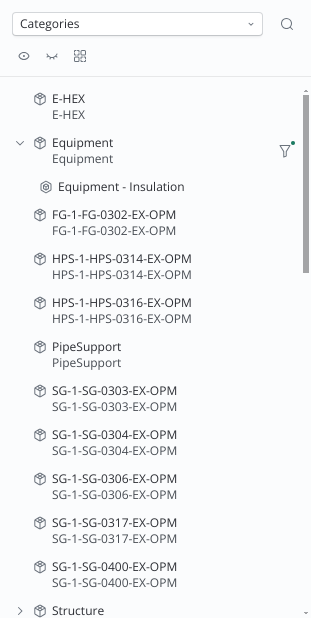 Categories
E-HEX
E-HEX
Equipment
Equipment
Equipment - Insulation
FG-1-FG-0302-EX-OPM
FG-1-FG-0302-EX-OPM
HPS-1-HPS-0314-EX-OPM
HPS-1-HPS-0314-EX-OPM
HPS-1-HPS-0316-EX-OPM
HPS-1-HPS-0316-EX-OPM
PipeSupport
PipeSupport
SG-1-SG-0303-EX-OPM
SG-1-SG-0303-EX-OPM
SG-1-SG-0304-EX-OPM
SG-1-SG-0304-EX-OPM
SG-1-SG-0306-EX-OPM
SG-1-SG-0306-EX-OPM
SG-1-SG-0317-EX-OPM
SG-1-SG-0317-EX-OPM
SG-1-SG-0400-EX-OPM
SG-1-SG-0400-EX-OPM
Structure